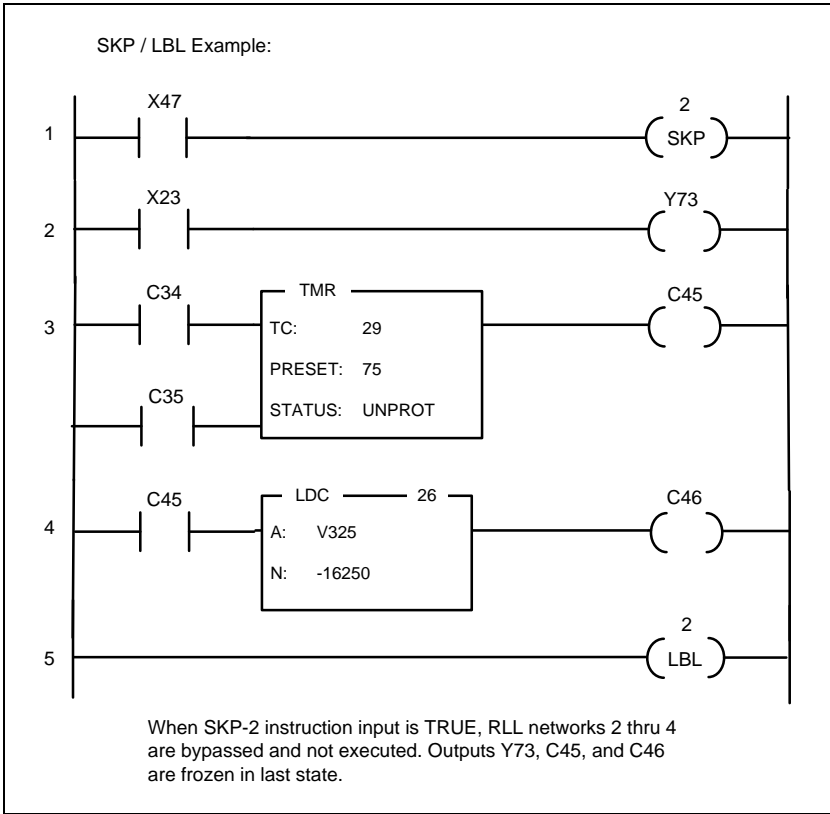 SKP / LBL Example:
X47
2
1
SKP
X23
Y73
2
C34
TMR
C45
3
TC: 29
PRESET: 75
C35
STATUS: UNPROT
C45
LDC 26
C46
4
A: V325
N: -16250
2
5
LBL
When SKP-2 instruction input is TRUE, RLL networks 2 thru 4
are bypassed and not executed. Outputs Y73, C45, and C46
are frozen in last state.